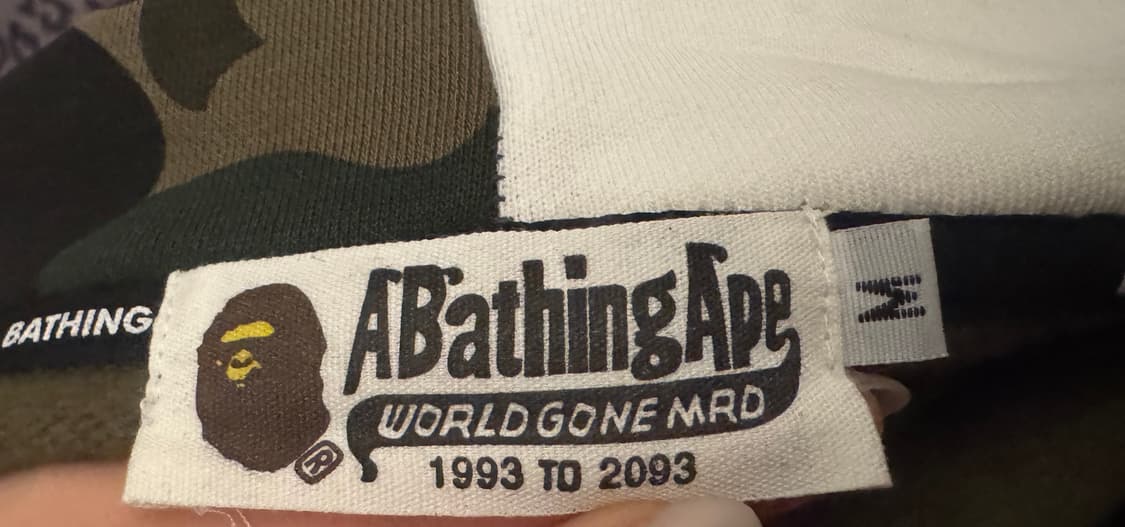 BATHING
ABathingApe
WORLD GONE MAD
1993 TO 2093
®
M